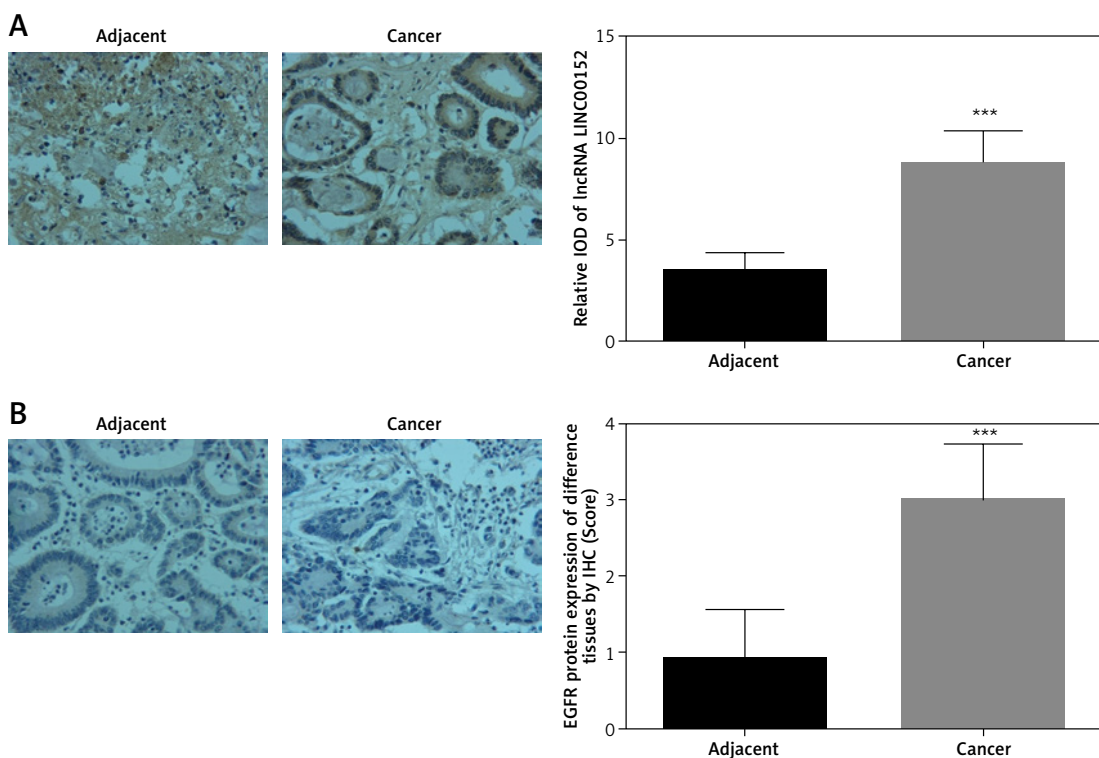 A
Adjacent
Cancer
Relative IOD of lncRNA LINC00152
15
10
5
0
***
Adjacent
Cancer
B
Adjacent
Cancer
EGFR protein expression of difference
tissues by IHC (Score)
4
3
2
1
0
***
Adjacent
Cancer